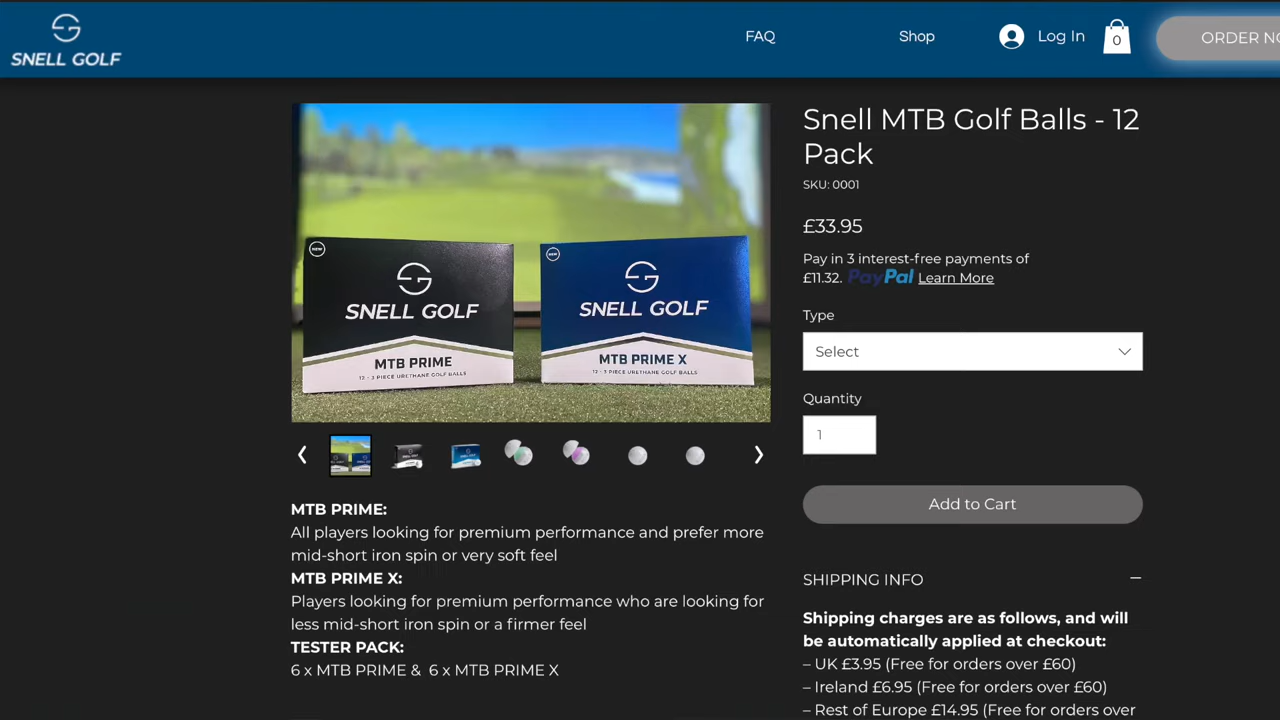 SNELL GOLF
FAQ
Shop
Log In
0
ORDER NO
Snell MTB Golf Balls - 12
Pack
SKU: 0001
£33.95
Pay in 3 interest-free payments of
£11.32. PayPal Learn More
Type
Select
Quantity
1
Add to Cart
SHIPPING INFO
Shipping charges are as follows, and will
be automatically applied at checkout:
– UK £3.95 (Free for orders over £60)
– Ireland £6.95 (Free for orders over £60)
– Rest of Europe £14.95 (Free for orders over
NEW
SNELL GOLF
MTB PRIME
12 - 3 PIECE URETHANE GOLF BALLS
NEW
SNELL GOLF
MTB PRIME X
12 - 3 PIECE URETHANE GOLF BALLS
MTB PRIME:
All players looking for premium performance and prefer more
mid-short iron spin or very soft feel
MTB PRIME X:
Players looking for premium performance who are looking for
less mid-short iron spin or a firmer feel
TESTER PACK:
6 x MTB PRIME & 6 x MTB PRIME X